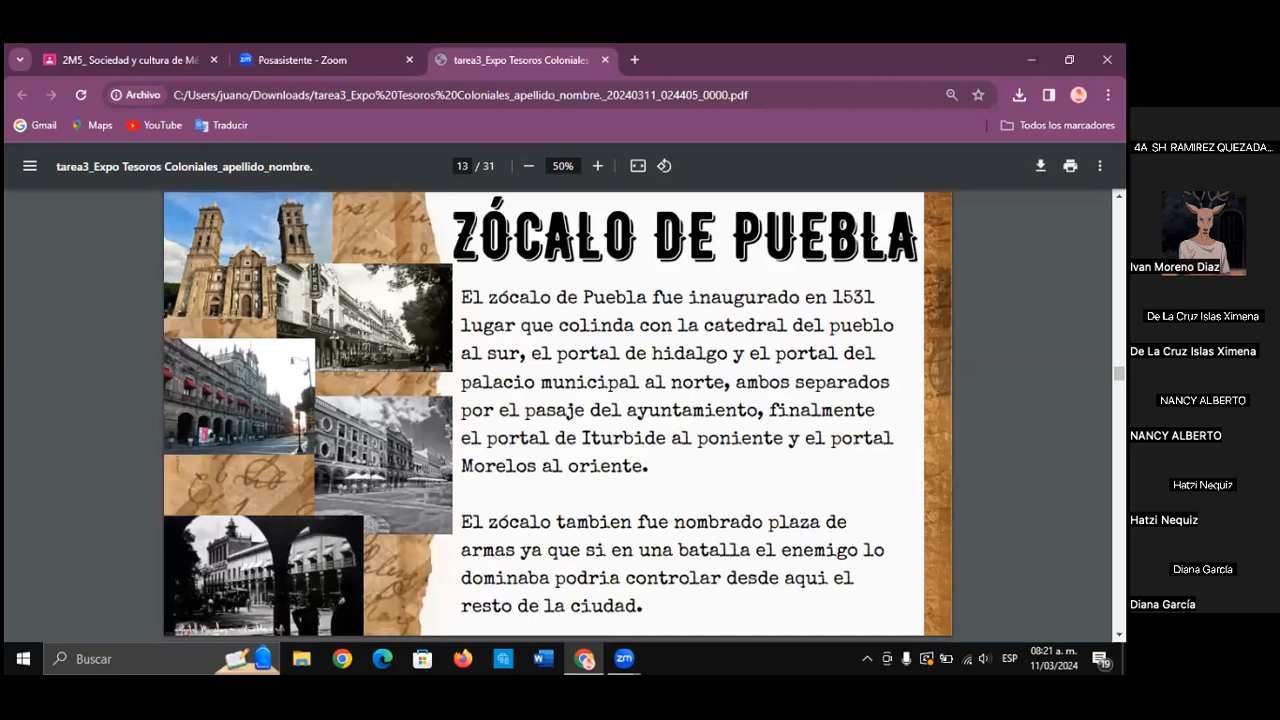 2M5_ Sociedad y cultura de Mé
Posasistente - Zoom
tarea3_Expo Tesoros Coloniales
Archivo
C:/Users/juano/Downloads/tarea3_Expo%20Tesoros%20Coloniales_apellido_nombre._20240311_024405_0000.pdf
Gmail
Maps
YouTube
Traducir
Todos los marcadores
tarea3_Expo Tesoros Coloniales_apellido_nombre.
13 / 31
50%
ZÓCALO DE PUEBLA
El zócalo de Puebla fue inaugurado en 1531
lugar que colinda con la catedral del pueblo
al sur, el portal de hidalgo y el portal del
palacio municipal al norte, ambos separados
por el pasaje del ayuntamiento, finalmente
el portal de Iturbide al poniente y el portal
Morelos al oriente.
El zócalo tambien fue nombrado plaza de
armas ya que si en una batalla el enemigo lo
dominaba podria controlar desde aqui el
resto de la ciudad.
4A SH RAMIREZ QUEZADA...
Ivan Moreno Diaz
De La Cruz Islas Ximena
De La Cruz Islas Ximena
NANCY ALBERTO
NANCY ALBERTO
Hatzi Nequiz
Hatzi Nequiz
Diana García
Diana García
Buscar
ESP
08:21 a. m.
11/03/2024
19